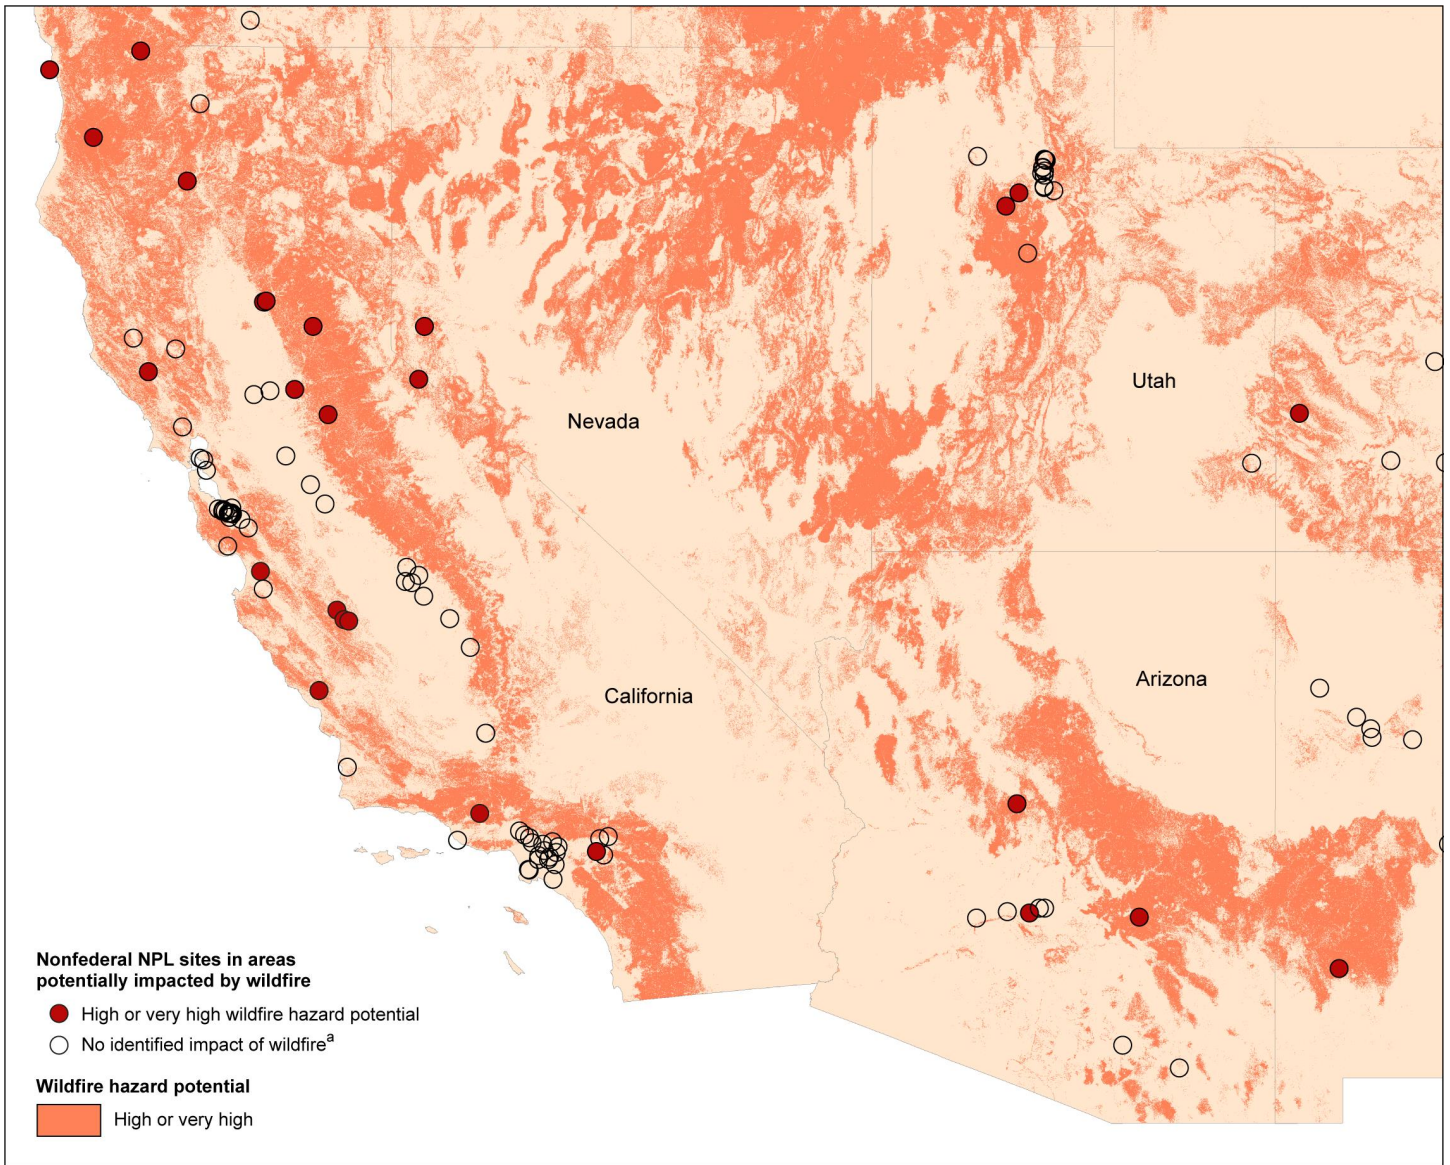 Nevada
Utah
California
Arizona
Nonfederal NPL sites in areas
potentially impacted by wildfire
High or very high wildfire hazard potential
No identified impact of wildfireᵃ
Wildfire hazard potential
High or very high